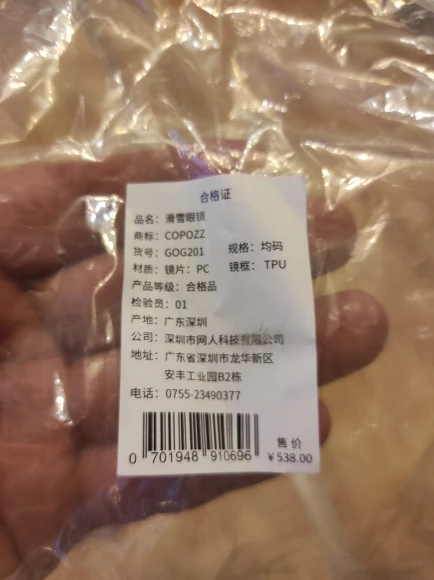 合格证
品名：滑雪眼镜
商标：COPOZZ
货号：GOG201 规格：均码
材质：镜片：PC 镜框：TPU
产品等级：合格品
检验员：01
产地：广东深圳
公司：深圳市网人科技有限公司
地址：广东省深圳市龙华新区
安丰工业园B2栋
电话：0755-23490377
售价
0 701948 910696 ￥538.00